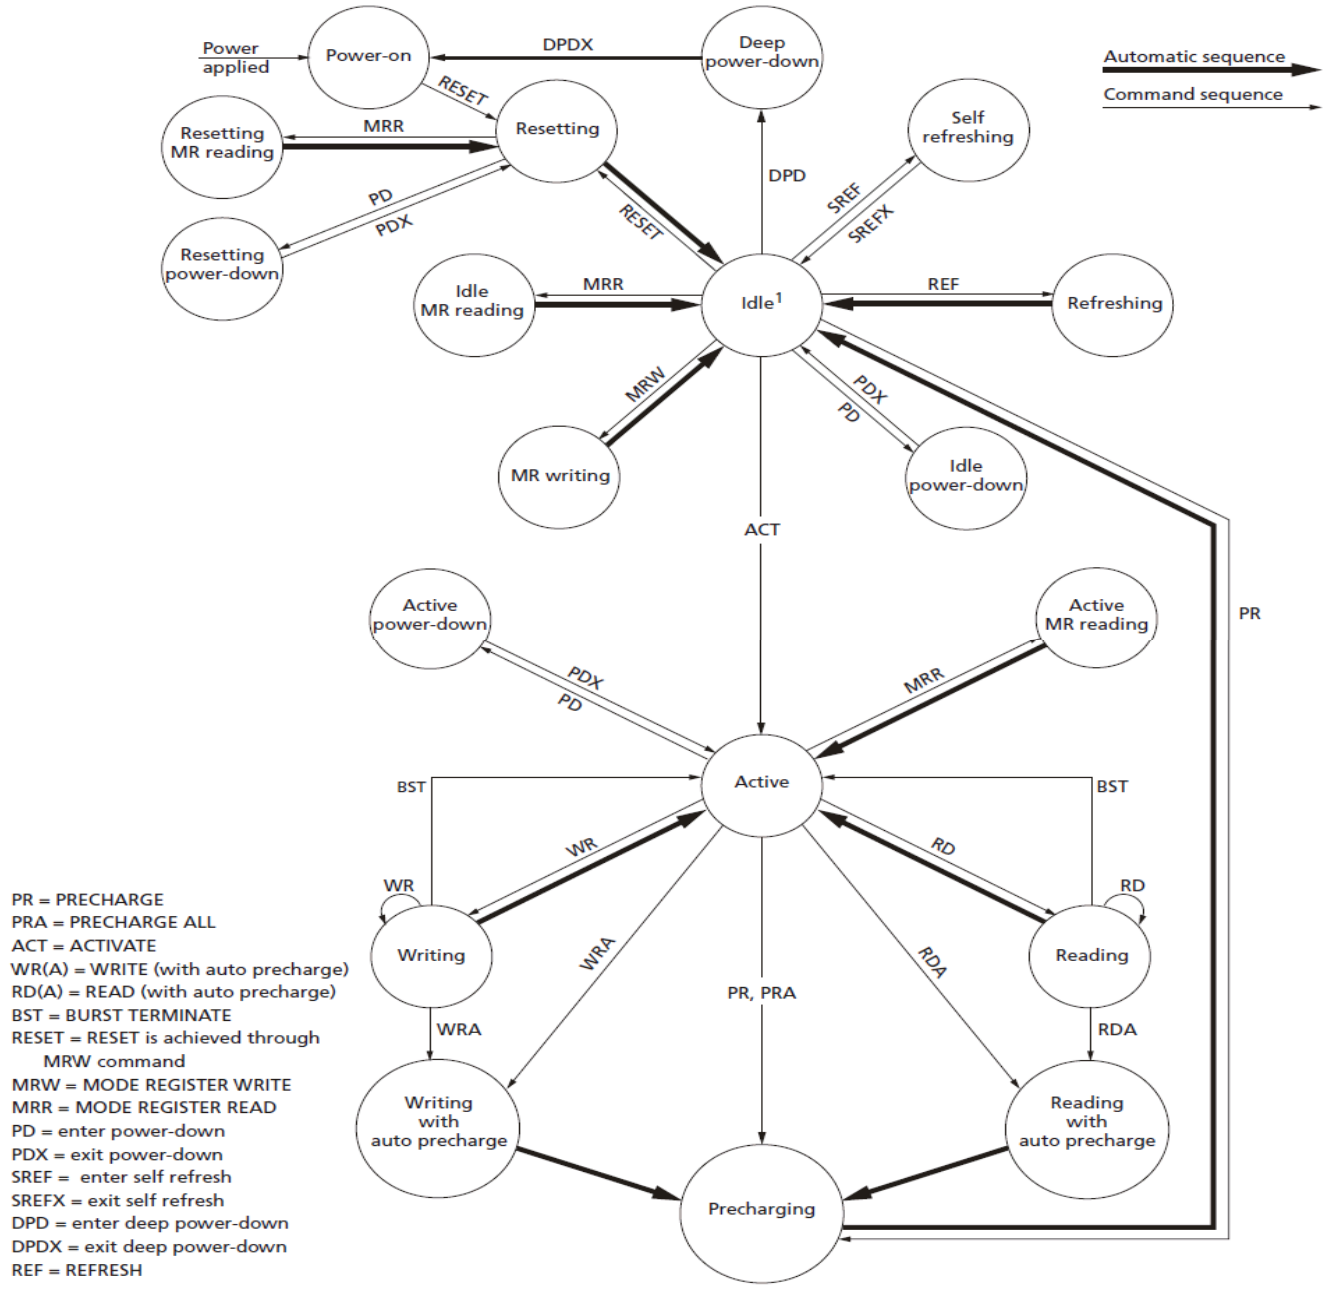 Power
applied
Power-on
DPDX
Deep
power-down
Automatic sequence
Command sequence
RESET
Resetting
MR reading
MRR
Resetting
Self
refreshing
DPD
PD
PDX
SREF
SREFX
RESET
Resetting
power-down
Idle
MR reading
MRR
Idle1
REF
Refreshing
MRW
PDX
PD
MR writing
Idle
power-down
ACT
Active
power-down
Active
MR reading
PR
PDX
PD
MRR
Active
BST
BST
WR
RD
WR
RD
Writing
Reading
WRA
RDA
PR, PRA
WRA
RDA
Writing
with
auto precharge
Reading
with
auto precharge
Precharging
PR = PRECHARGE
PRA = PRECHARGE ALL
ACT = ACTIVATE
WR(A) = WRITE (with auto precharge)
RD(A) = READ (with auto precharge)
BST = BURST TERMINATE
RESET = RESET is achieved through
MRW command
MRW = MODE REGISTER WRITE
MRR = MODE REGISTER READ
PD = enter power-down
PDX = exit power-down
SREF = enter self refresh
SREFX = exit self refresh
DPD = enter deep power-down
DPDX = exit deep power-down
REF = REFRESH